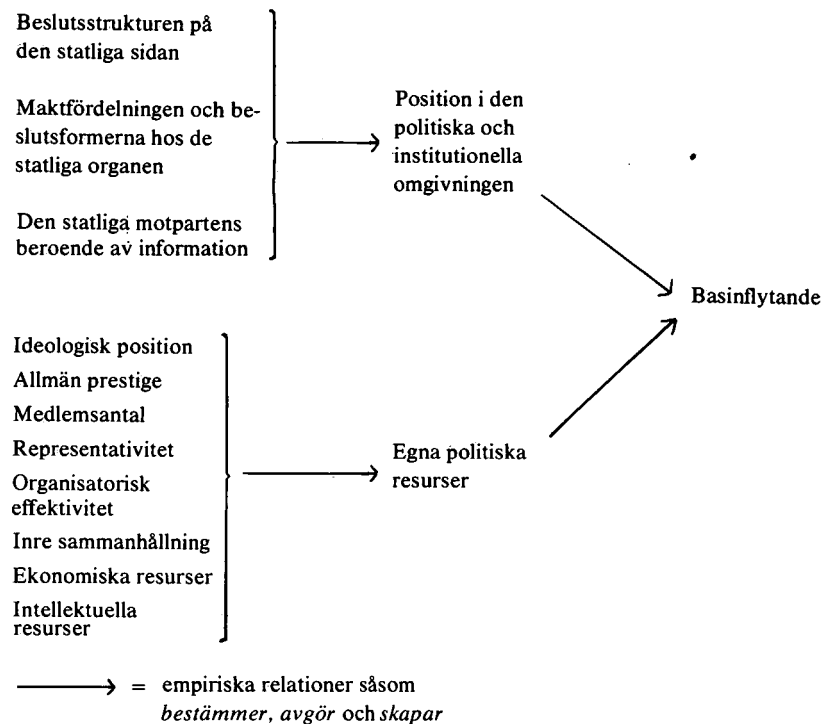 Beslutsstrukturen på
den statliga sidan
Maktfördelningen och be-
slutsformerna hos de
statliga organen
Den statliga motpartens
beroende av information
Position i den
politiska och
institutionella
omgivningen
Basinflytande
Ideologisk position
Allmän prestige
Medlemsantal
Representativitet
Organisatorisk
effektivitet
Inre sammanhållning
Ekonomiska resurser
Intellektuella
resurser
Egna politiska
resurser
= empiriska relationer såsom
bestämmer, avgör och skapar